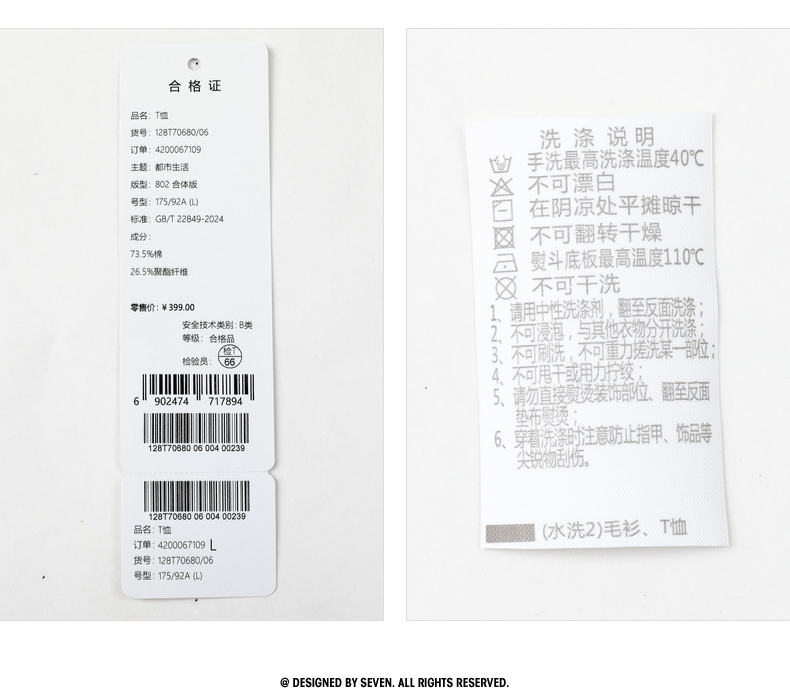 合格证
品名：T恤
货号：128T70680/06
订单：4200067109
主题：都市生活
版型：802 合体版
号型：175/92A (L)
标准：GB/T 22849-2024
成分：
73.5%棉
26.5%聚酯纤维
零售价：￥399.00
安全技术类别：B类
等级：合格品
检验员：检T 66
6 902474 717894
128T70680 06 004 00239
128T70680 06 004 00239
品名：T恤
订单：4200067109 L
货号：128T70680/06
号型：175/92A (L)
洗涤说明
手洗最高洗涤温度40℃
不可漂白
在阴凉处平摊晾干
不可翻转干燥
熨斗底板最高温度110℃
不可干洗
1、请用中性洗涤剂，翻至反面洗涤；
2、不可浸泡，与其他衣物分开洗涤；
3、不可刷洗，不可重力搓洗某一部位；
4、不可甩干或用力拧绞；
5、请勿直接熨烫装饰部位、翻至反面
垫布熨烫；
6、穿着洗涤时注意防止指甲、饰品等
尖锐物刮伤。
(水洗2)毛衫、T恤
@ DESIGNED BY SEVEN. ALL RIGHTS RESERVED.